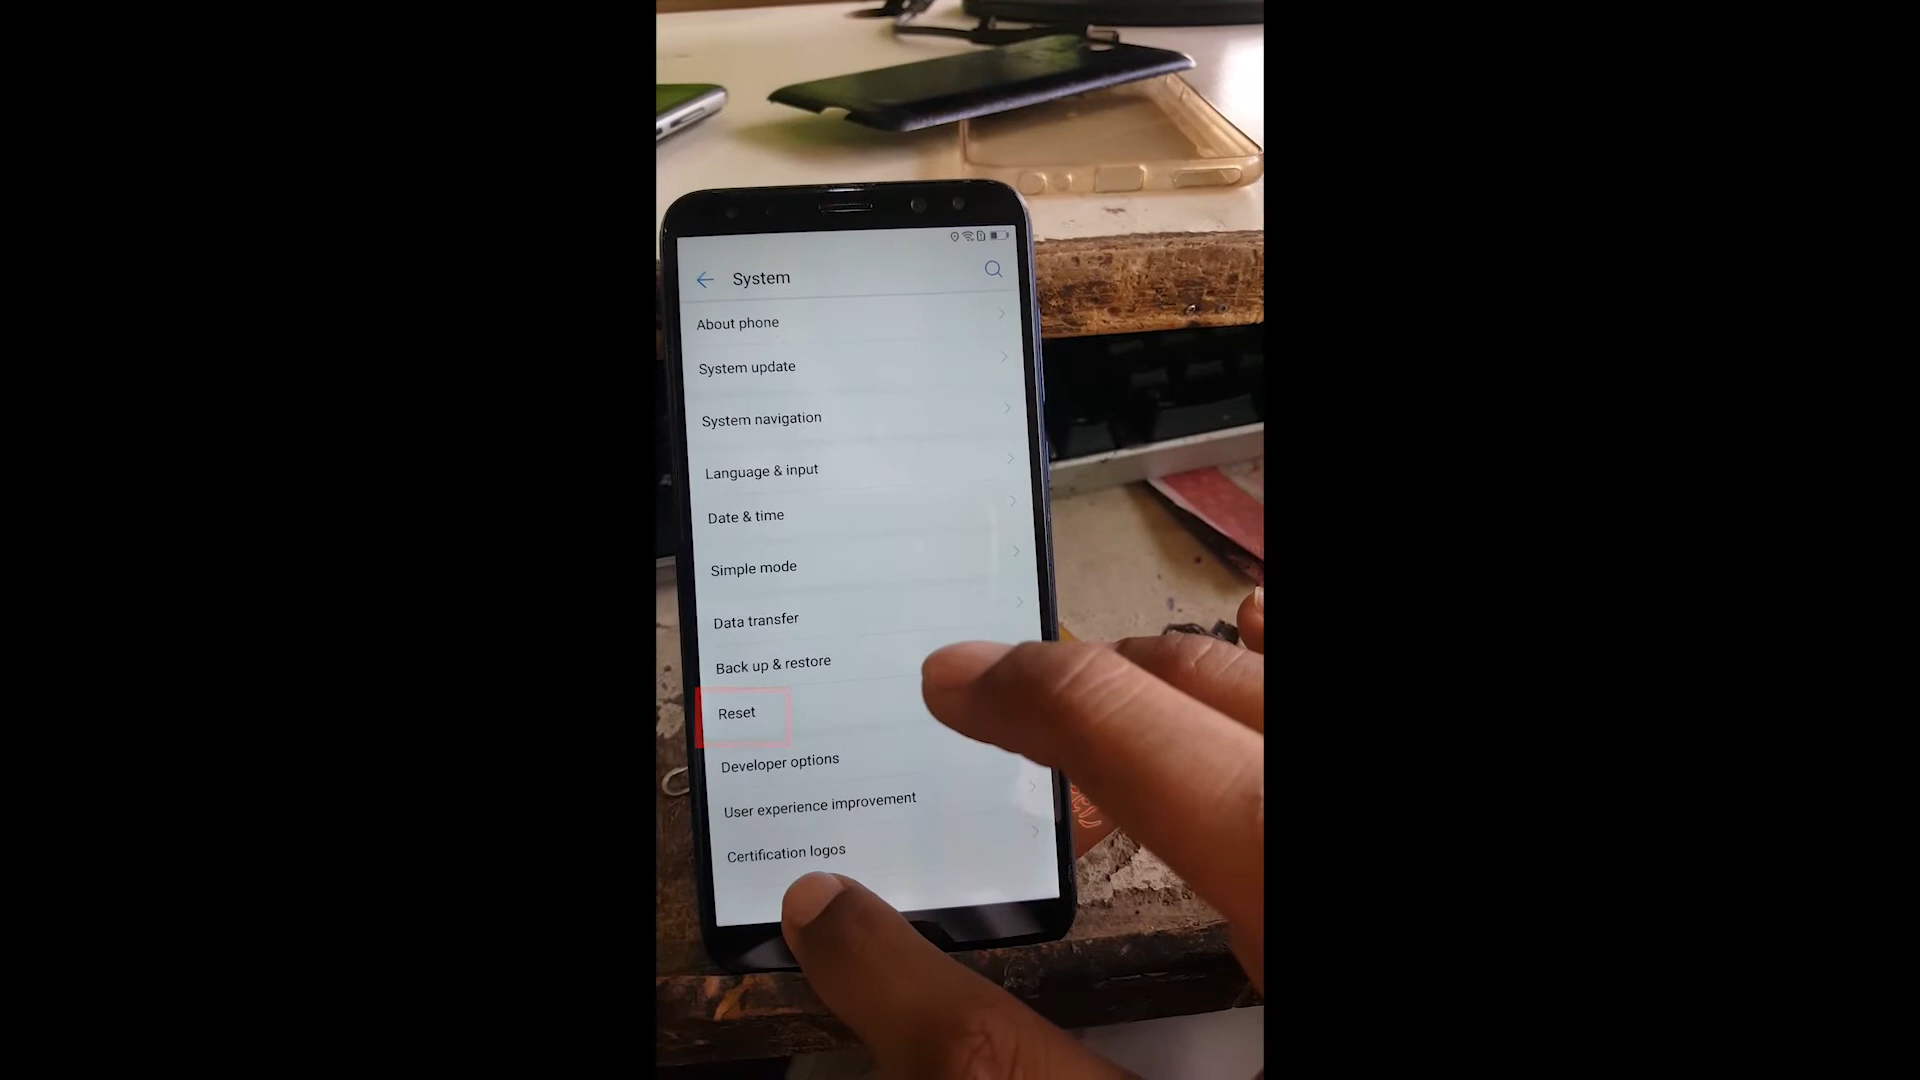 System
About phone
System update
System navigation
Language & input
Date & time
Simple mode
Data transfer
Back up & restore
Reset
Developer options
User experience improvement
Certification logos